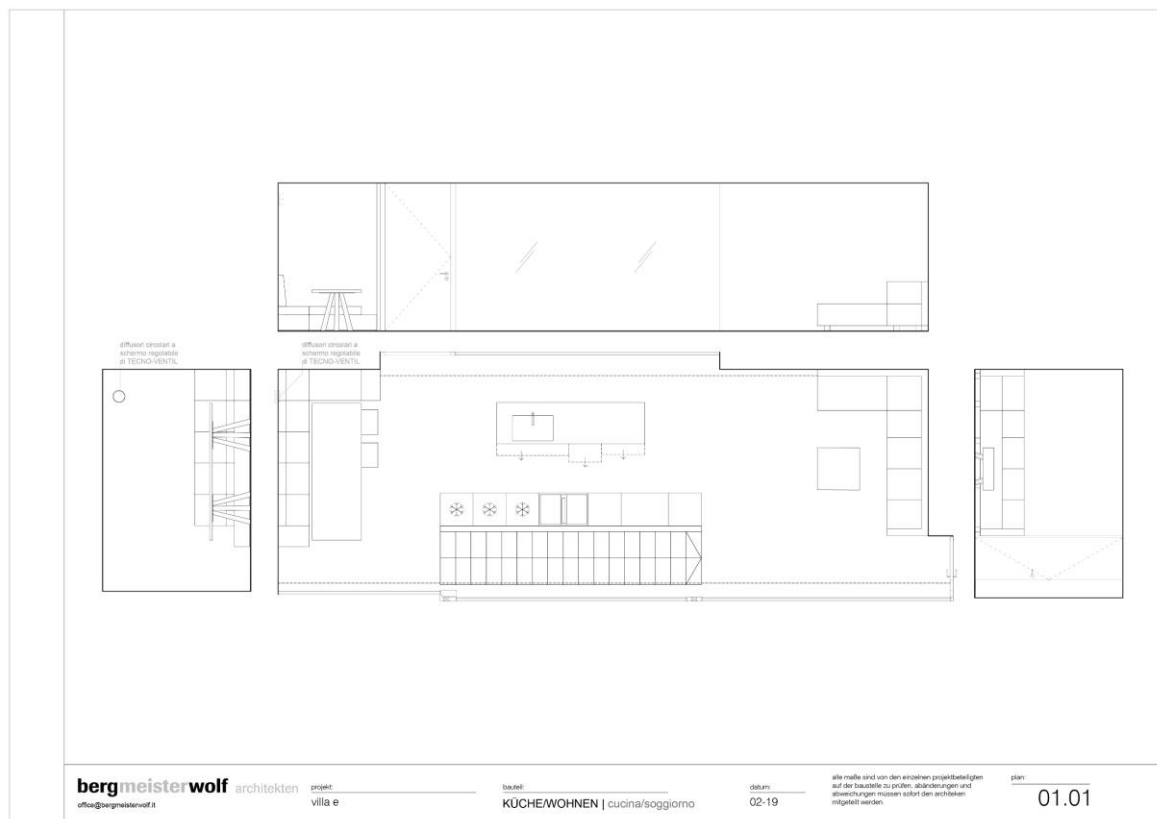 diffusori circolari a
schermo regolabile
di TECNO-VENTIL
diffusori circolari a
schermo regolabile
di TECNO-VENTIL
bergmeisterwolf architekten
office@bergmeisterwolf.it
projekt:
villa e
bauteil:
KÜCHE/WOHNEN | cucina/soggiorno
datum:
02-19
alle maße sind von den einzelnen projektbeteiligten
auf der baustelle zu prüfen, abänderungen und
abweichungen müssen sofort den architekten
mitgeteilt werden.
plan:
01.01